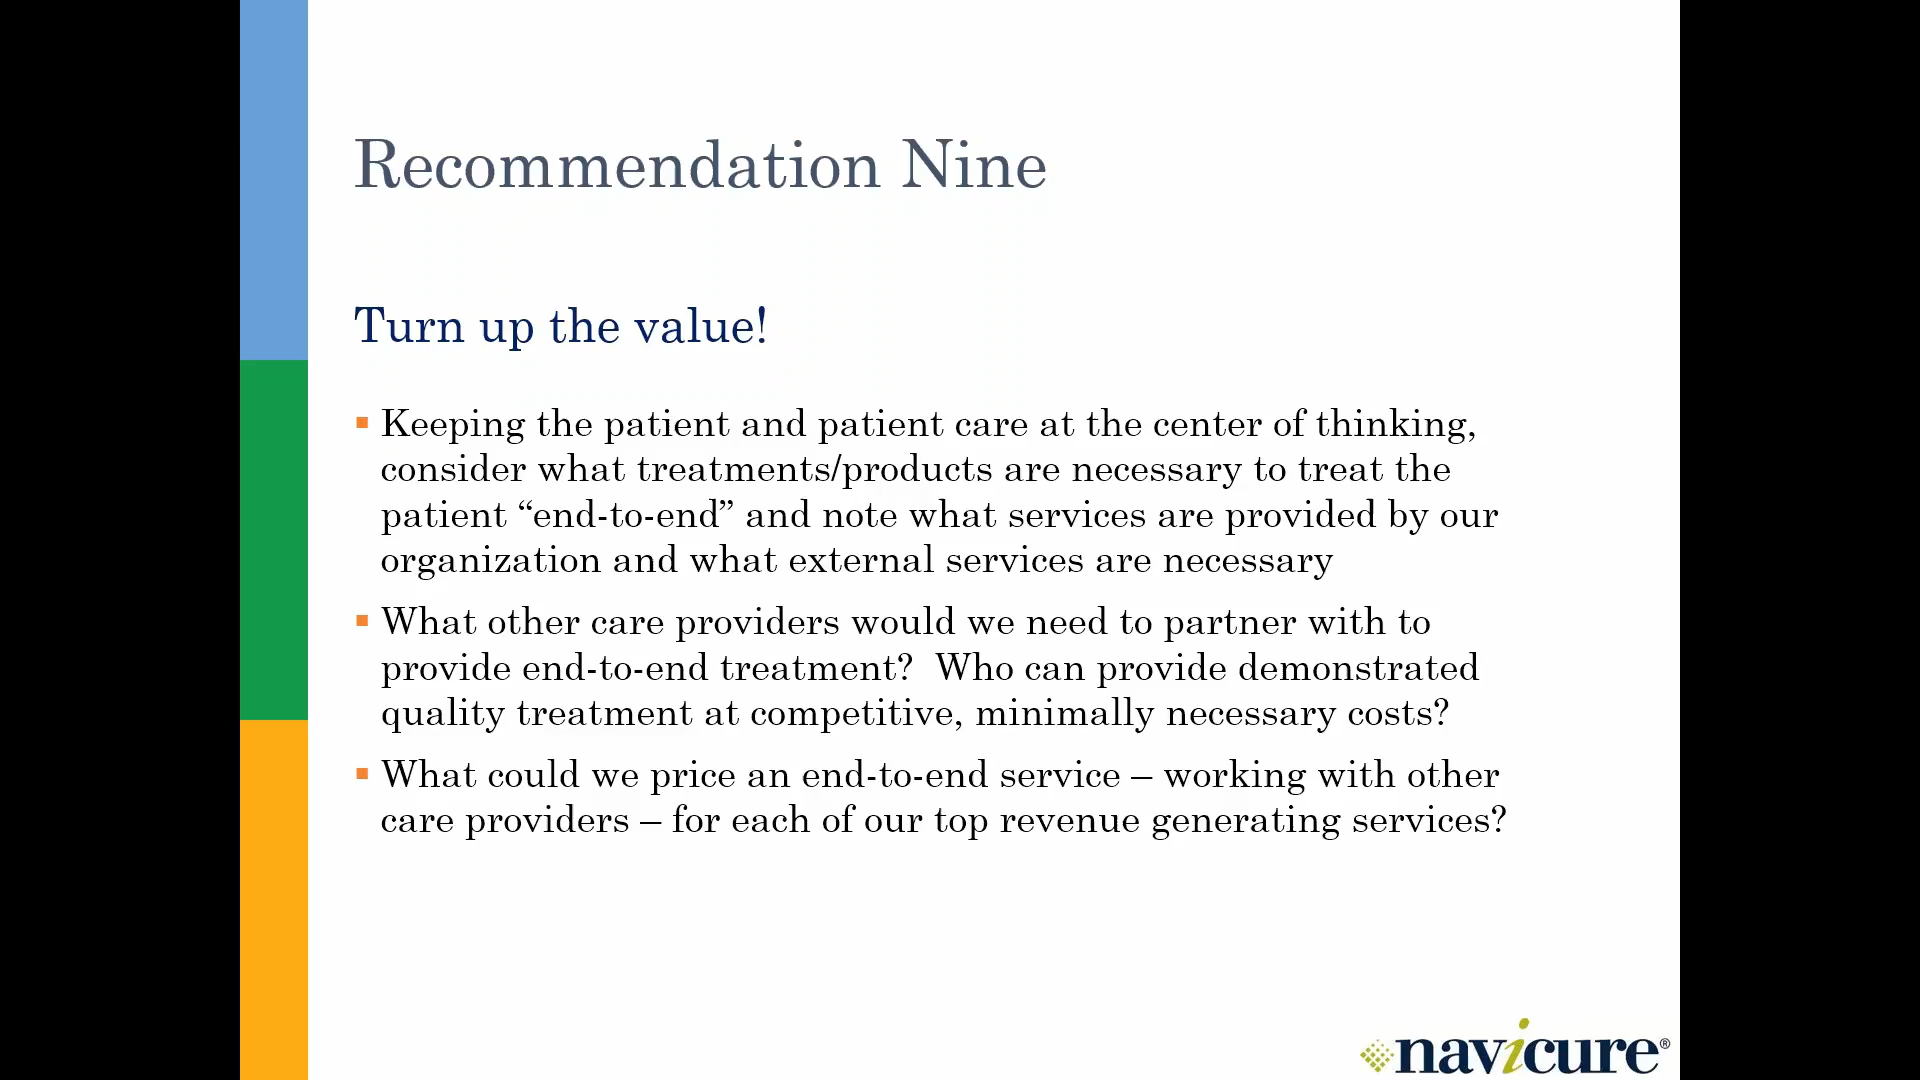 Recommendation Nine
Turn up the value!
▪ Keeping the patient and patient care at the center of thinking,
consider what treatments/products are necessary to treat the
patient “end-to-end” and note what services are provided by our
organization and what external services are necessary
▪ What other care providers would we need to partner with to
provide end-to-end treatment?  Who can provide demonstrated
quality treatment at competitive, minimally necessary costs?
▪ What could we price an end-to-end service – working with other
care providers – for each of our top revenue generating services?
navicure®